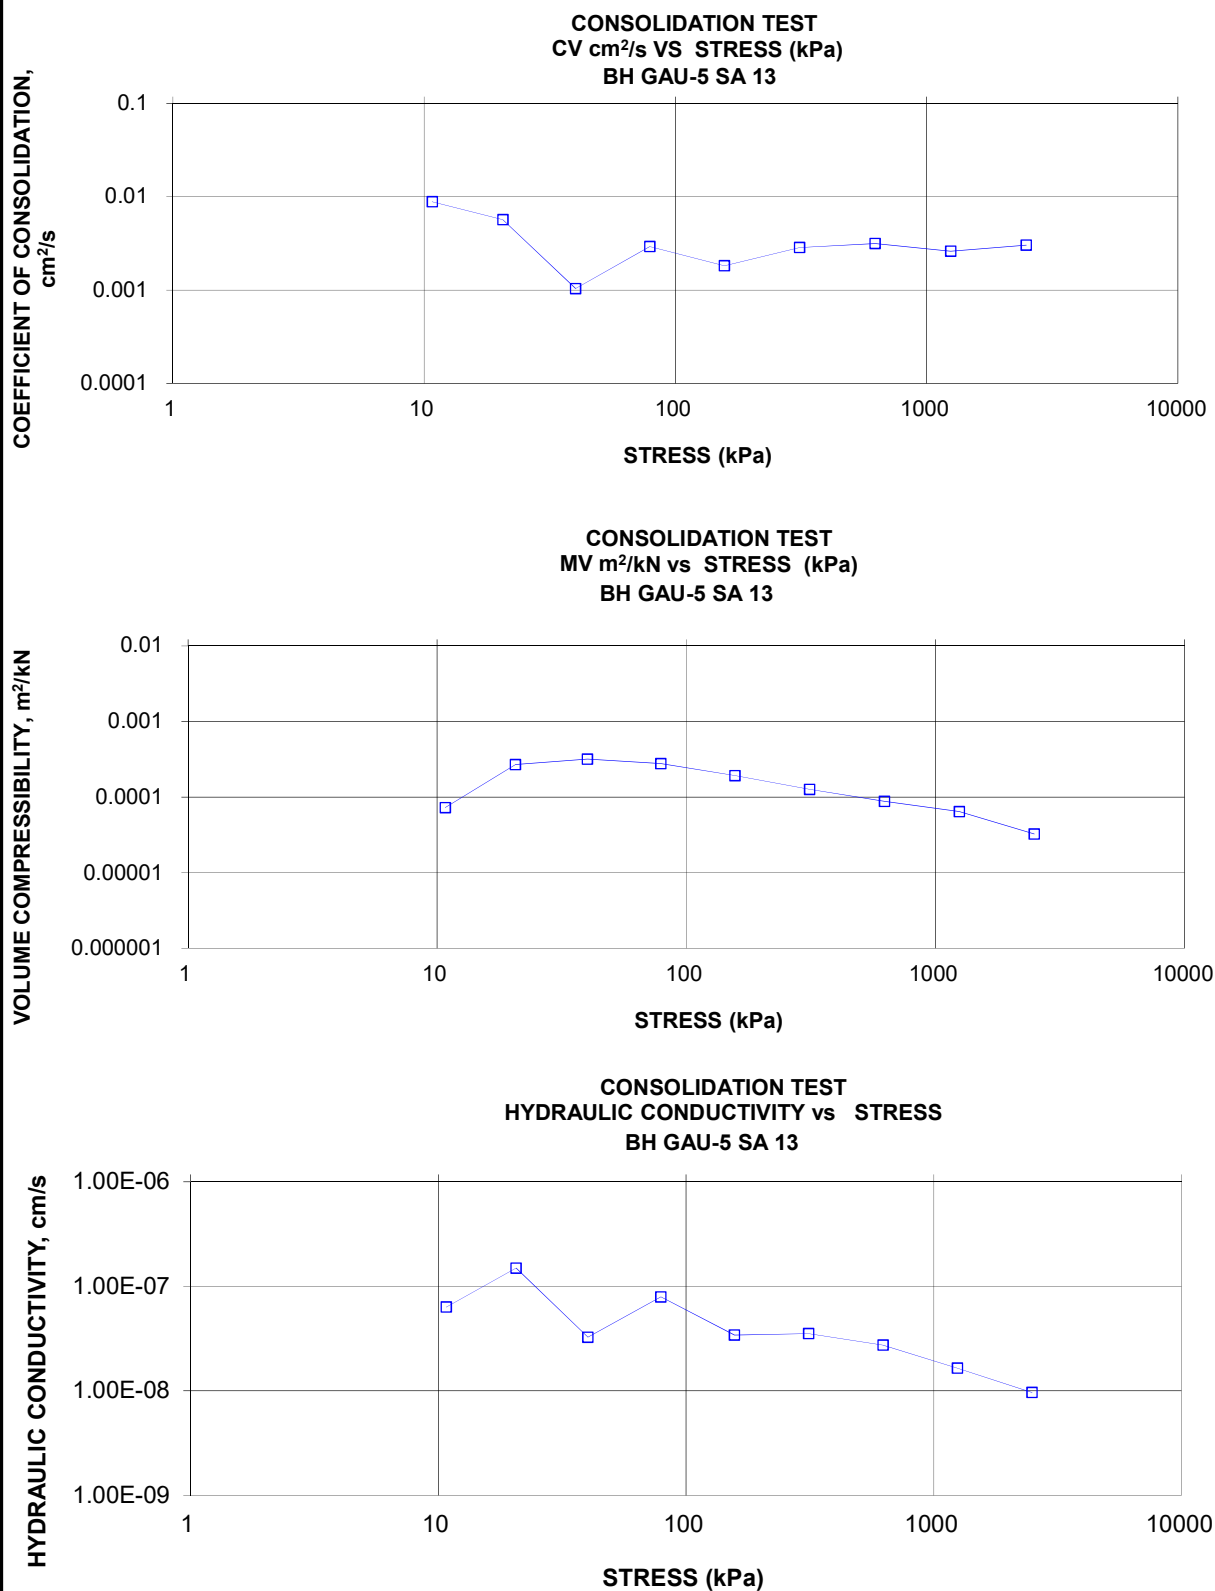 CONSOLIDATION TEST
CV cm²/s VS STRESS (kPa)
BH GAU-5 SA 13
COEFFICIENT OF CONSOLIDATION,
cm²/s
0.1
0.01
0.001
0.0001
1 10 100 1000 10000
STRESS (kPa)
CONSOLIDATION TEST
MV m²/kN vs STRESS (kPa)
BH GAU-5 SA 13
VOLUME COMPRESSIBILITY, m²/kN
0.01
0.001
0.0001
0.00001
0.000001
1 10 100 1000 10000
STRESS (kPa)
CONSOLIDATION TEST
HYDRAULIC CONDUCTIVITY vs STRESS
BH GAU-5 SA 13
HYDRAULIC CONDUCTIVITY, cm/s
1.00E-06
1.00E-07
1.00E-08
1.00E-09
1 10 100 1000 10000
STRESS (kPa)